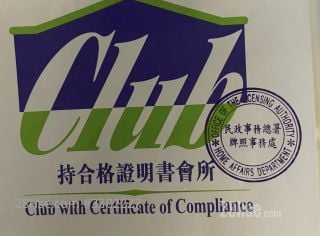 Club
OFFICE OF THE LICENSING AUTHORITY
民政事務總署
牌照事務處
HOME AFFAIRS DEPARTMENT
持合格證明書會所
Club with Certificate of Compliance